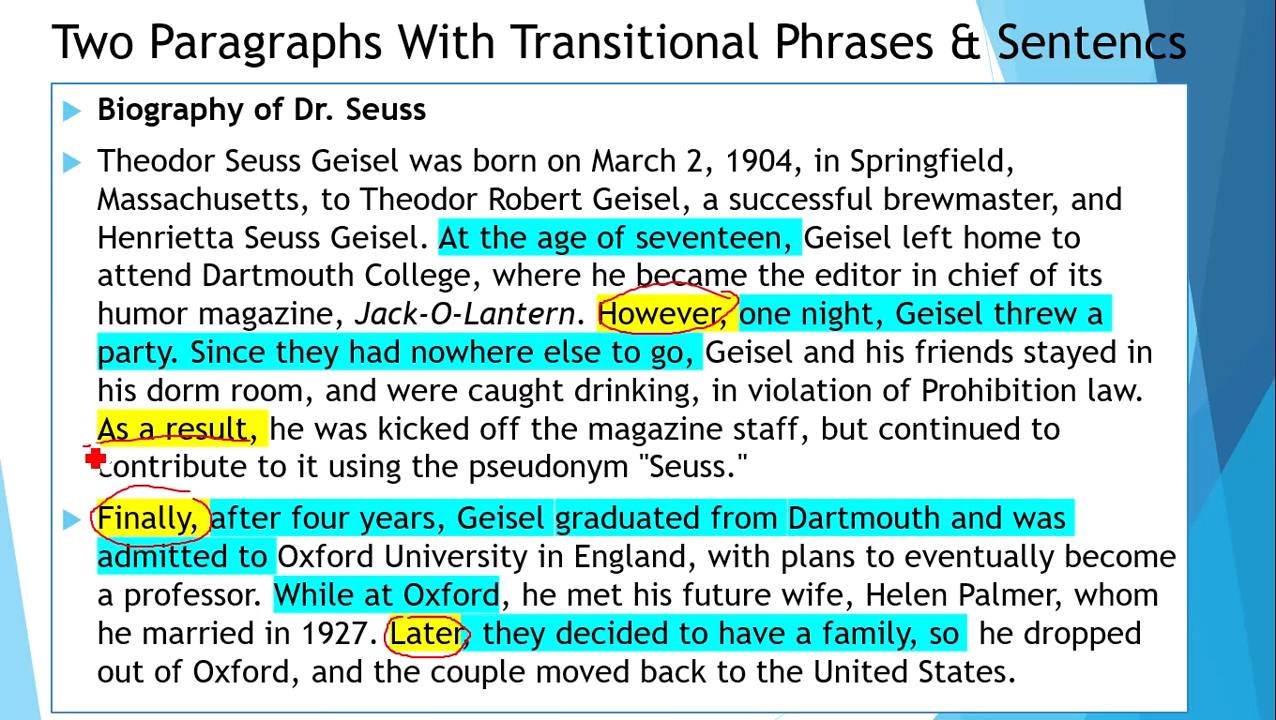 Two Paragraphs With Transitional Phrases & Sentencs
Biography of Dr. Seuss
Theodor Seuss Geisel was born on March 2, 1904, in Springfield,
Massachusetts, to Theodor Robert Geisel, a successful brewmaster, and
Henrietta Seuss Geisel. At the age of seventeen, Geisel left home to
attend Dartmouth College, where he became the editor in chief of its
humor magazine, Jack-O-Lantern. However, one night, Geisel threw a
party. Since they had nowhere else to go, Geisel and his friends stayed in
his dorm room, and were caught drinking, in violation of Prohibition law.
As a result, he was kicked off the magazine staff, but continued to
contribute to it using the pseudonym "Seuss."
Finally, after four years, Geisel graduated from Dartmouth and was
admitted to Oxford University in England, with plans to eventually become
a professor. While at Oxford, he met his future wife, Helen Palmer, whom
he married in 1927. Later, they decided to have a family, so he dropped
out of Oxford, and the couple moved back to the United States.